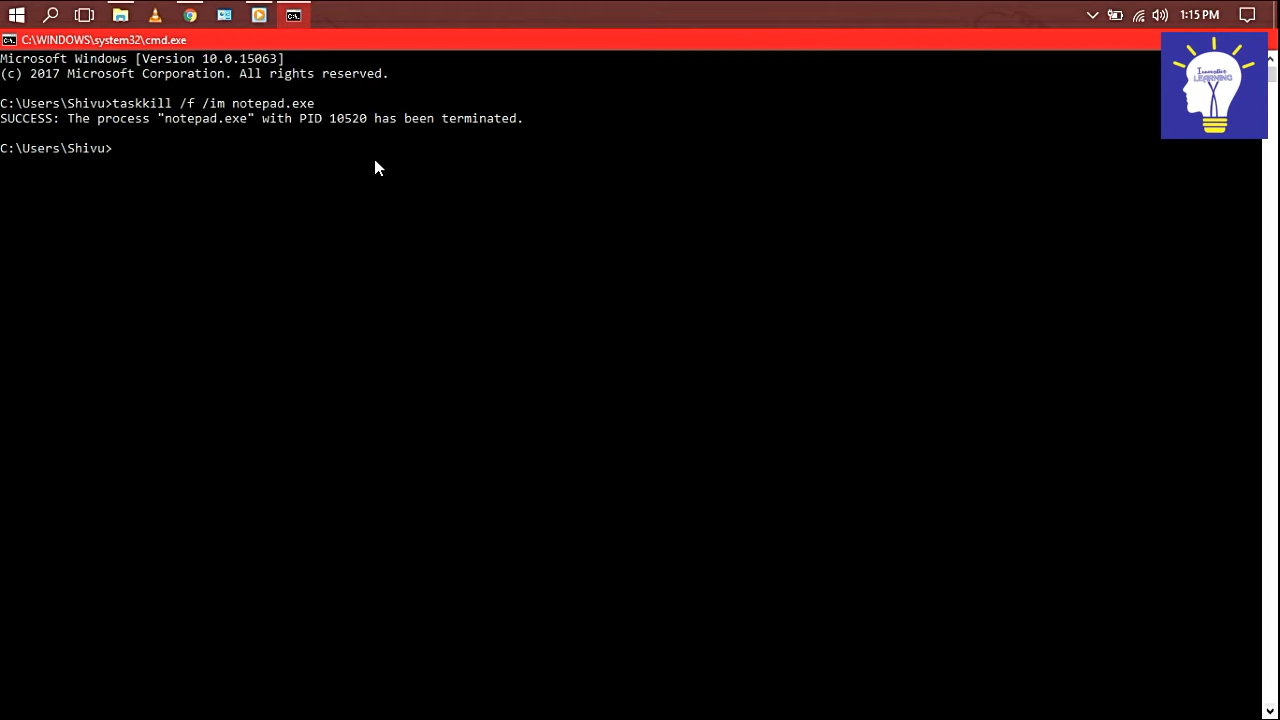 1:15 PM
C:\WINDOWS\system32\cmd.exe
Microsoft Windows [Version 10.0.15063]
(c) 2017 Microsoft Corporation. All rights reserved.
C:\Users\Shivu>taskkill /f /im notepad.exe
SUCCESS: The process "notepad.exe" with PID 10520 has been terminated.
C:\Users\Shivu>
Innovative
LEARNING